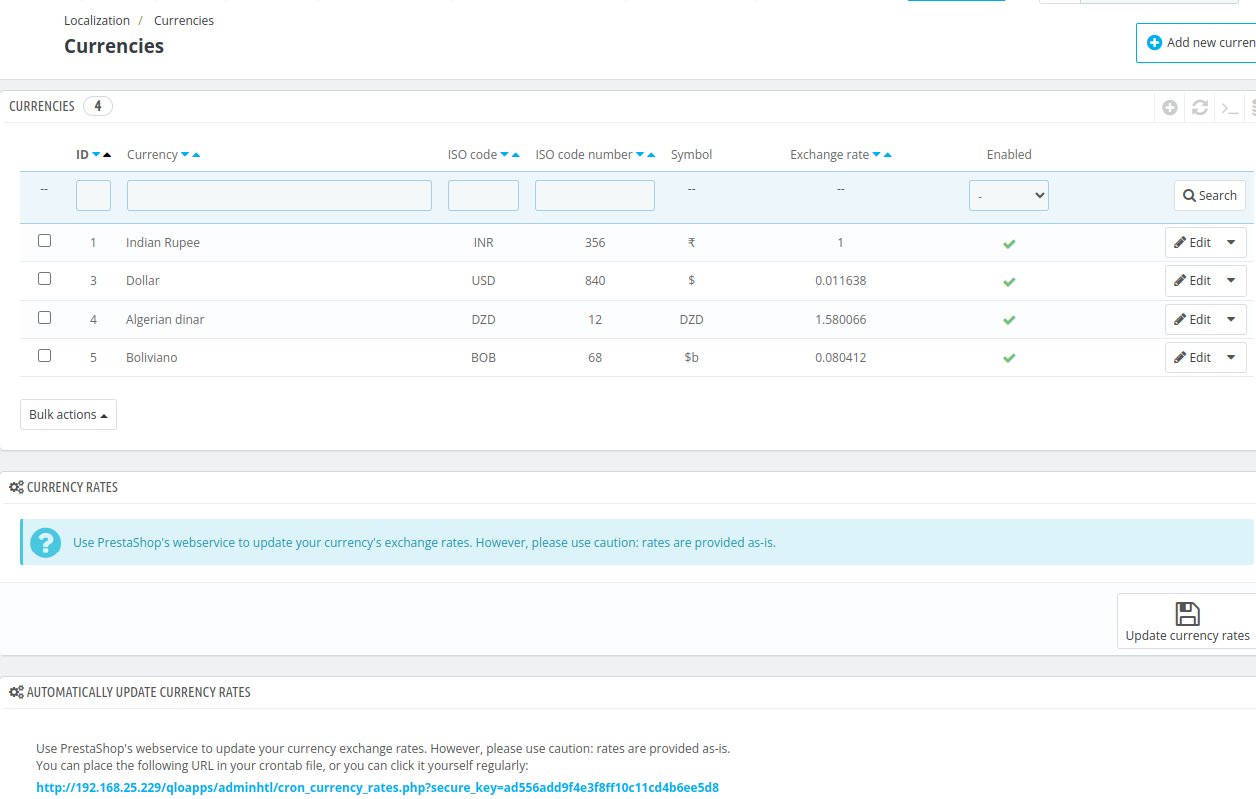 Localization / Currencies
Currencies
Add new curren
CURRENCIES 4
ID Currency ISO code ISO code number Symbol Exchange rate Enabled
-- -- -- - Search
1 Indian Rupee INR 356 ₹ 1 Edit
3 Dollar USD 840 $ 0.011638 Edit
4 Algerian dinar DZD 12 DZD 1.580066 Edit
5 Boliviano BOB 68 $b 0.080412 Edit
Bulk actions
CURRENCY RATES
Use PrestaShop's webservice to update your currency's exchange rates. However, please use caution: rates are provided as-is.
Update currency rates
AUTOMATICALLY UPDATE CURRENCY RATES
Use PrestaShop's webservice to update your currency exchange rates. However, please use caution: rates are provided as-is.
You can place the following URL in your crontab file, or you can click it yourself regularly:
http://192.168.25.229/qloapps/adminhtl/cron_currency_rates.php?secure_key=ad556add9f4e3f8ff10c11cd4b6ee5d8